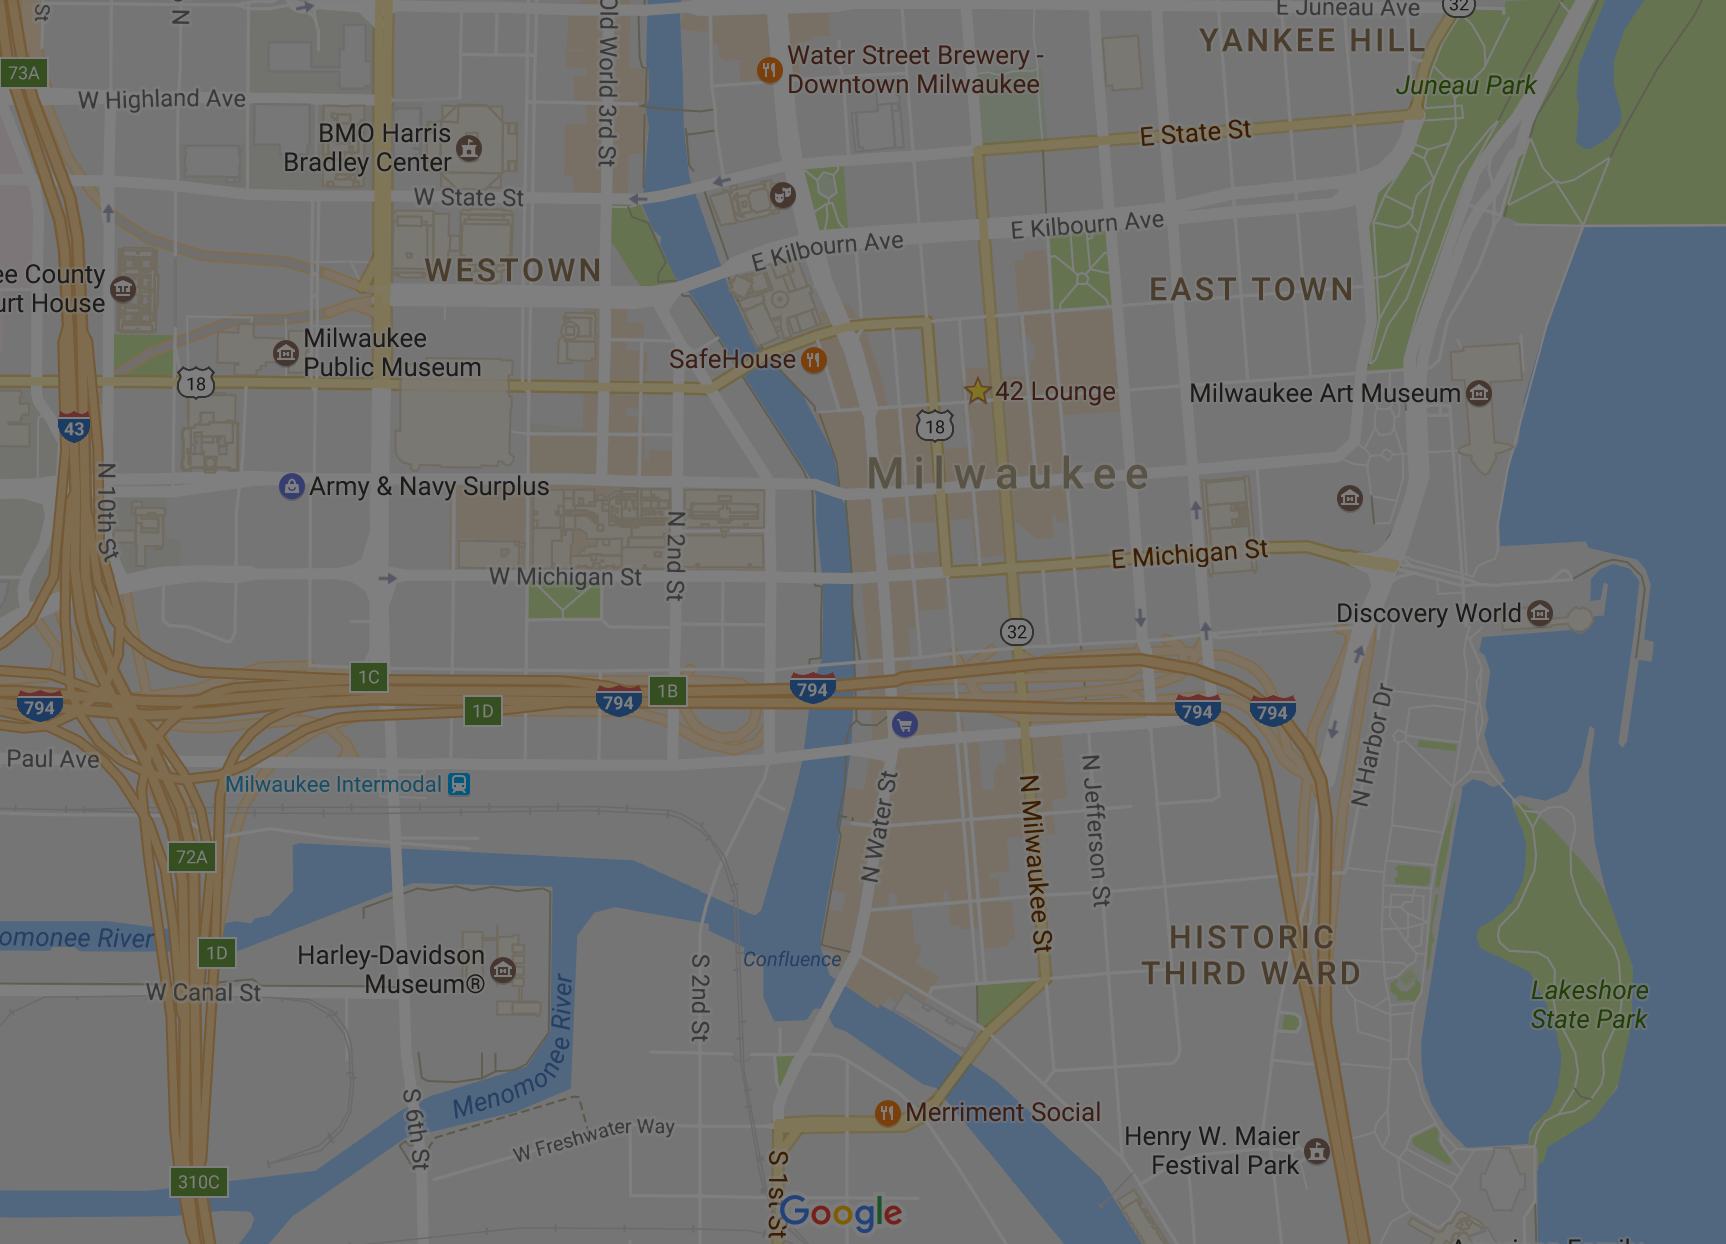 St
N
Old World 3rd St
E Juneau Ave
32
YANKEE HILL
73A
Water Street Brewery -
Downtown Milwaukee
Juneau Park
W Highland Ave
BMO Harris
Bradley Center
E State St
W State St
E Kilbourn Ave
E Kilbourn Ave
WESTOWN
ee County
urt House
EAST TOWN
Milwaukee
Public Museum
18
SafeHouse
42 Lounge
Milwaukee Art Museum
43
18
Milwaukee
Army & Navy Surplus
N 10th St
N 2nd St
E Michigan St
W Michigan St
Discovery World
32
1C
1B
794
794
794
794
794
1D
N Harbor Dr
Paul Ave
Milwaukee Intermodal
N Water St
N Milwaukee St
N Jefferson St
72A
omonee River
1D
HISTORIC
THIRD WARD
Harley-Davidson
Museum®
Confluence
S 2nd St
W Canal St
Lakeshore
State Park
Menomonee River
S 6th St
W Freshwater Way
Merriment Social
Henry W. Maier
Festival Park
310C
S 1st St
Google